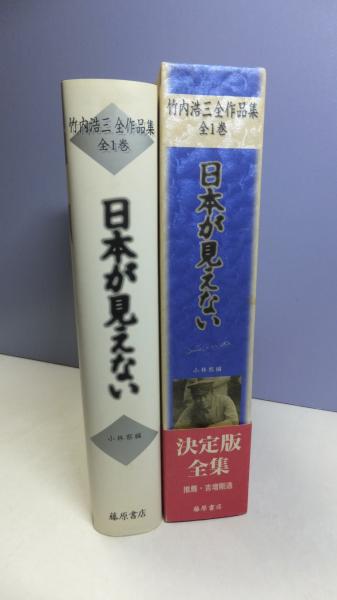 竹内浩三全作品集
全1巻
日本が見えない
小林察編
藤原書店
竹内浩三全作品集
全1巻
日本が見えない
小林察編
決定版
全集
推薦・吉増剛造
藤原書店